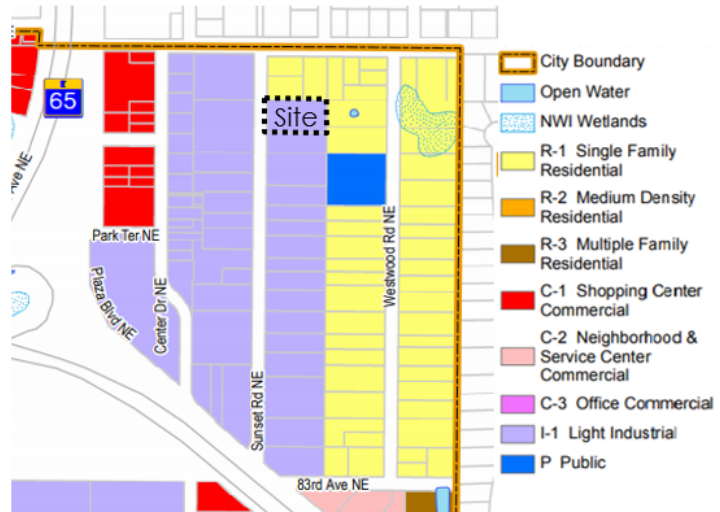 65
Site
Ave NE
Park Ter NE
Plaza Blvd NE
Center Dr NE
Sunset Rd NE
Westwood Rd NE
83rd Ave NE
City Boundary
Open Water
NWI Wetlands
R-1 Single Family
Residential
R-2 Medium Density
Residential
R-3 Multiple Family
Residential
C-1 Shopping Center
Commercial
C-2 Neighborhood &
Service Center
Commercial
C-3 Office Commercial
I-1 Light Industrial
P Public